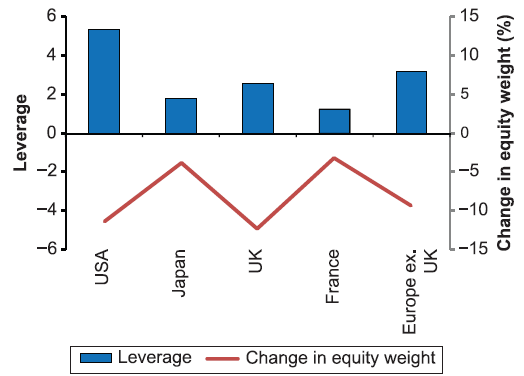 6
4
2
0
−2
−4
−6
Leverage
15
10
5
0
−5
−10
−15
Change in equity weight (%)
USA
Japan
UK
France
Europe ex.
UK
Leverage
Change in equity weight